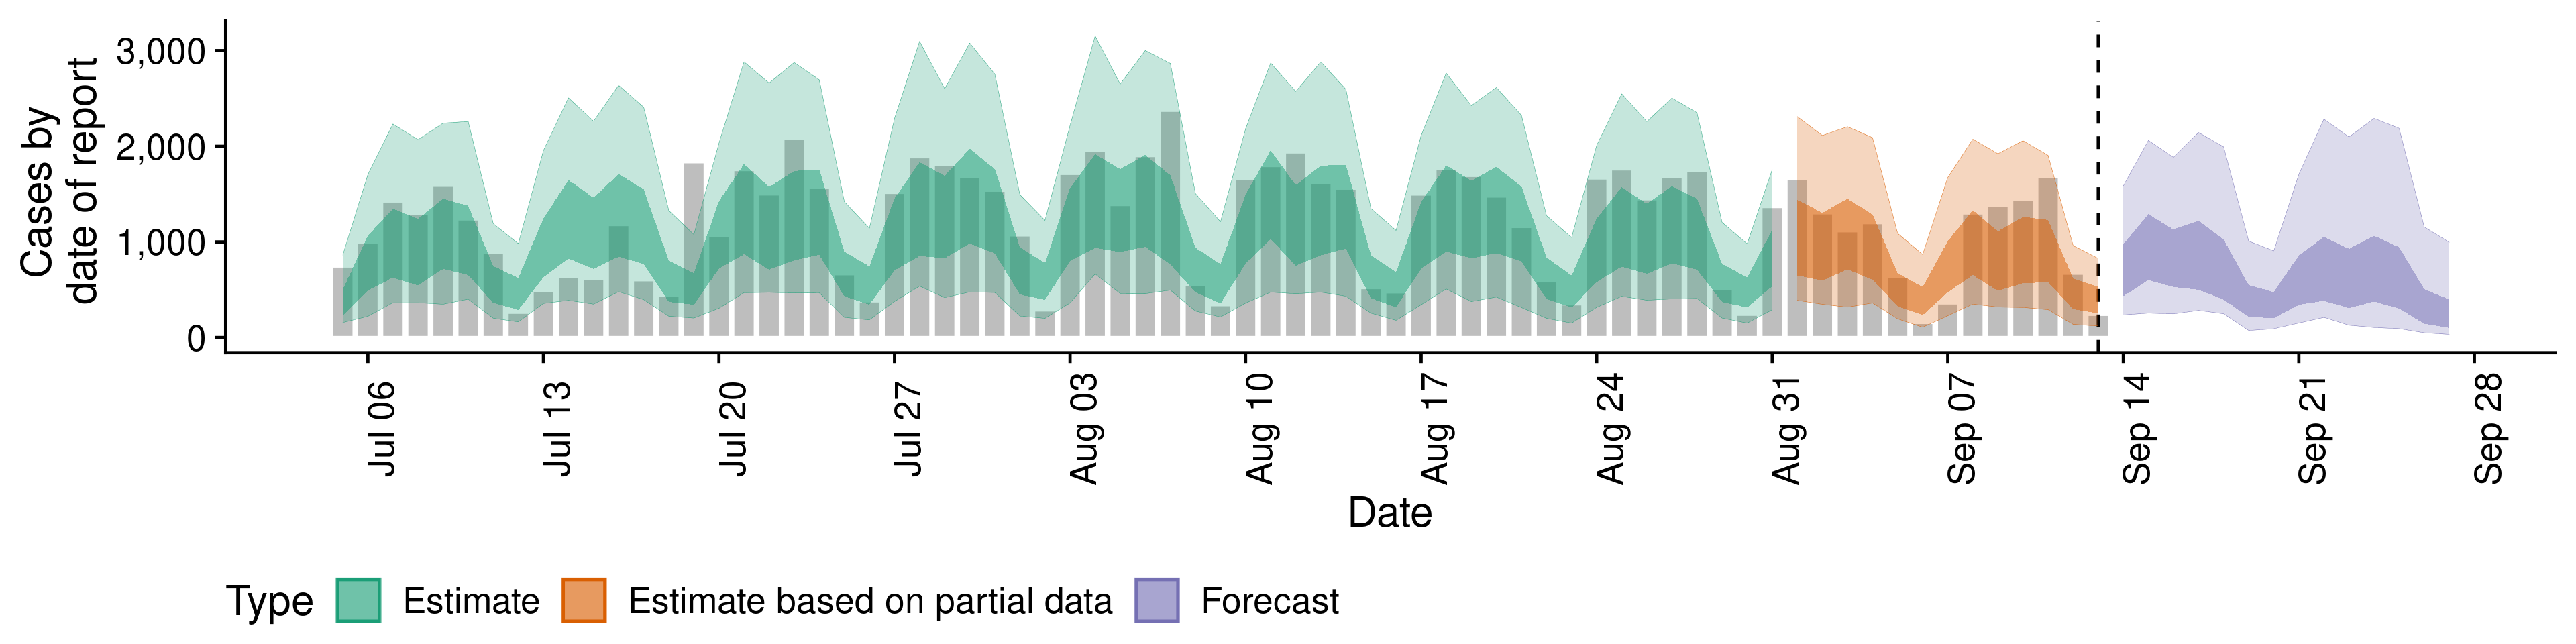 Cases by
date of report
3,000
2,000
1,000
0
Jul 06
Jul 13
Jul 20
Jul 27
Aug 03
Aug 10
Aug 17
Aug 24
Aug 31
Sep 07
Sep 14
Sep 21
Sep 28
Date
Type Estimate Estimate based on partial data Forecast